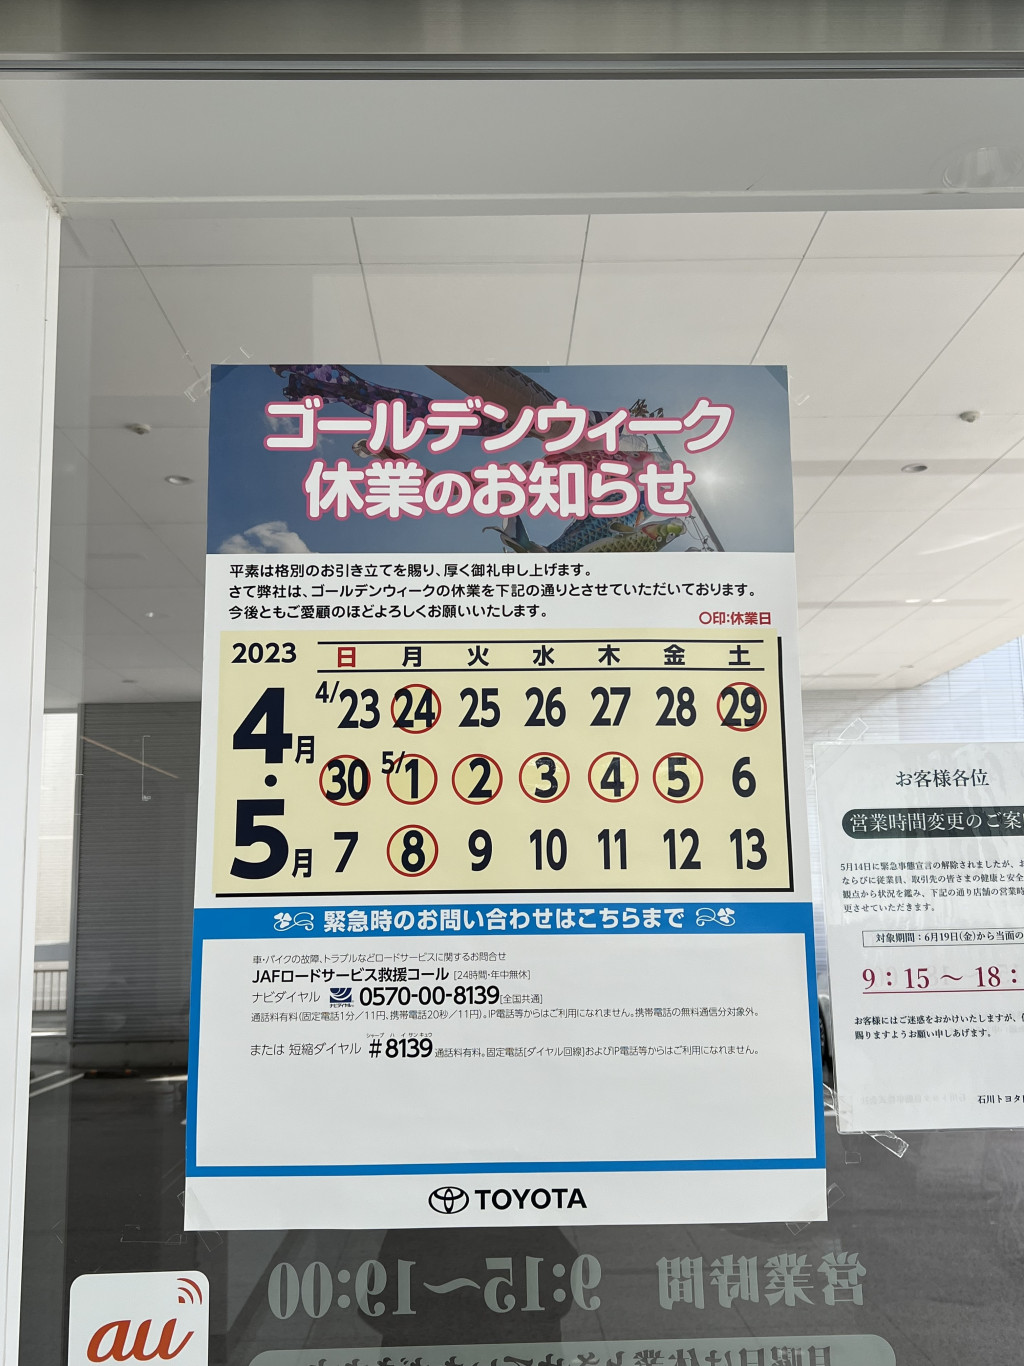 ゴールデンウィーク
休業のお知らせ
平素は格別のお引き立てを賜り、厚く御礼申し上げます。
さて弊社は、ゴールデンウィークの休業を下記の通りとさせていただいております。
今後ともご愛顧のほどよろしくお願いいたします。
○印:休業日
2023 日 月 火 水 木 金 土
4月・5月
4/23 24 25 26 27 28 29
30 5/1 2 3 4 5 6
7 8 9 10 11 12 13
緊急時のお問い合わせはこちらまで
車・バイクの故障、トラブルなどロードサービスに関するお問合せ
JAFロードサービス救援コール [24時間・年中無休]
ナビダイヤル 0570-00-8139[全国共通]
通話料有料(固定電話1分/11円、携帯電話20秒/11円)。IP電話等からはご利用になれません。携帯電話の無料通信分対象外。
または 短縮ダイヤル #8139 通話料有料。固定電話[ダイヤル回線]およびIP電話等からはご利用になれません。
TOYOTA
お客様各位
営業時間変更のご案
5月14日に緊急事態宣言の解除されましたが、お
ならびに従業員、取引先の皆さまの健康と安全
観点から状況を鑑み、下記の通り店舗の営業時
更させていただきます。
対象期間:6月19日(金)から当面の
9:15~18:
お客様にはご迷惑をおかけいたしますが、
賜りますようお願い申しあげます。
石川トヨタ
営業時間 9:15~19:00
au